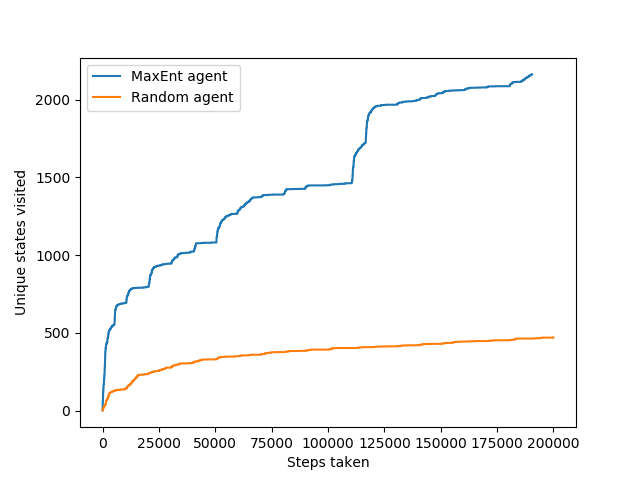 MaxEnt agent
Random agent
2000
1500
1000
500
0
Unique states visited
0 25000 50000 75000 100000 125000 150000 175000 200000
Steps taken